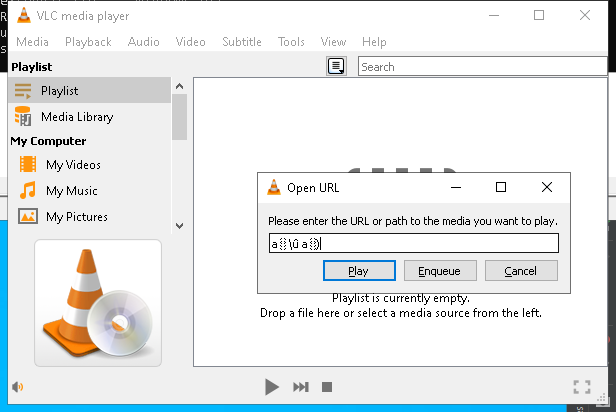 VLC media player
Media Playback Audio Video Subtitle Tools View Help
Playlist
Search
Playlist
Media Library
My Computer
My Videos
My Music
My Pictures
Open URL
Please enter the URL or path to the media you want to play.
Play Enqueue Cancel
Playlist is currently empty.
Drop a file here or select a media source from the left.